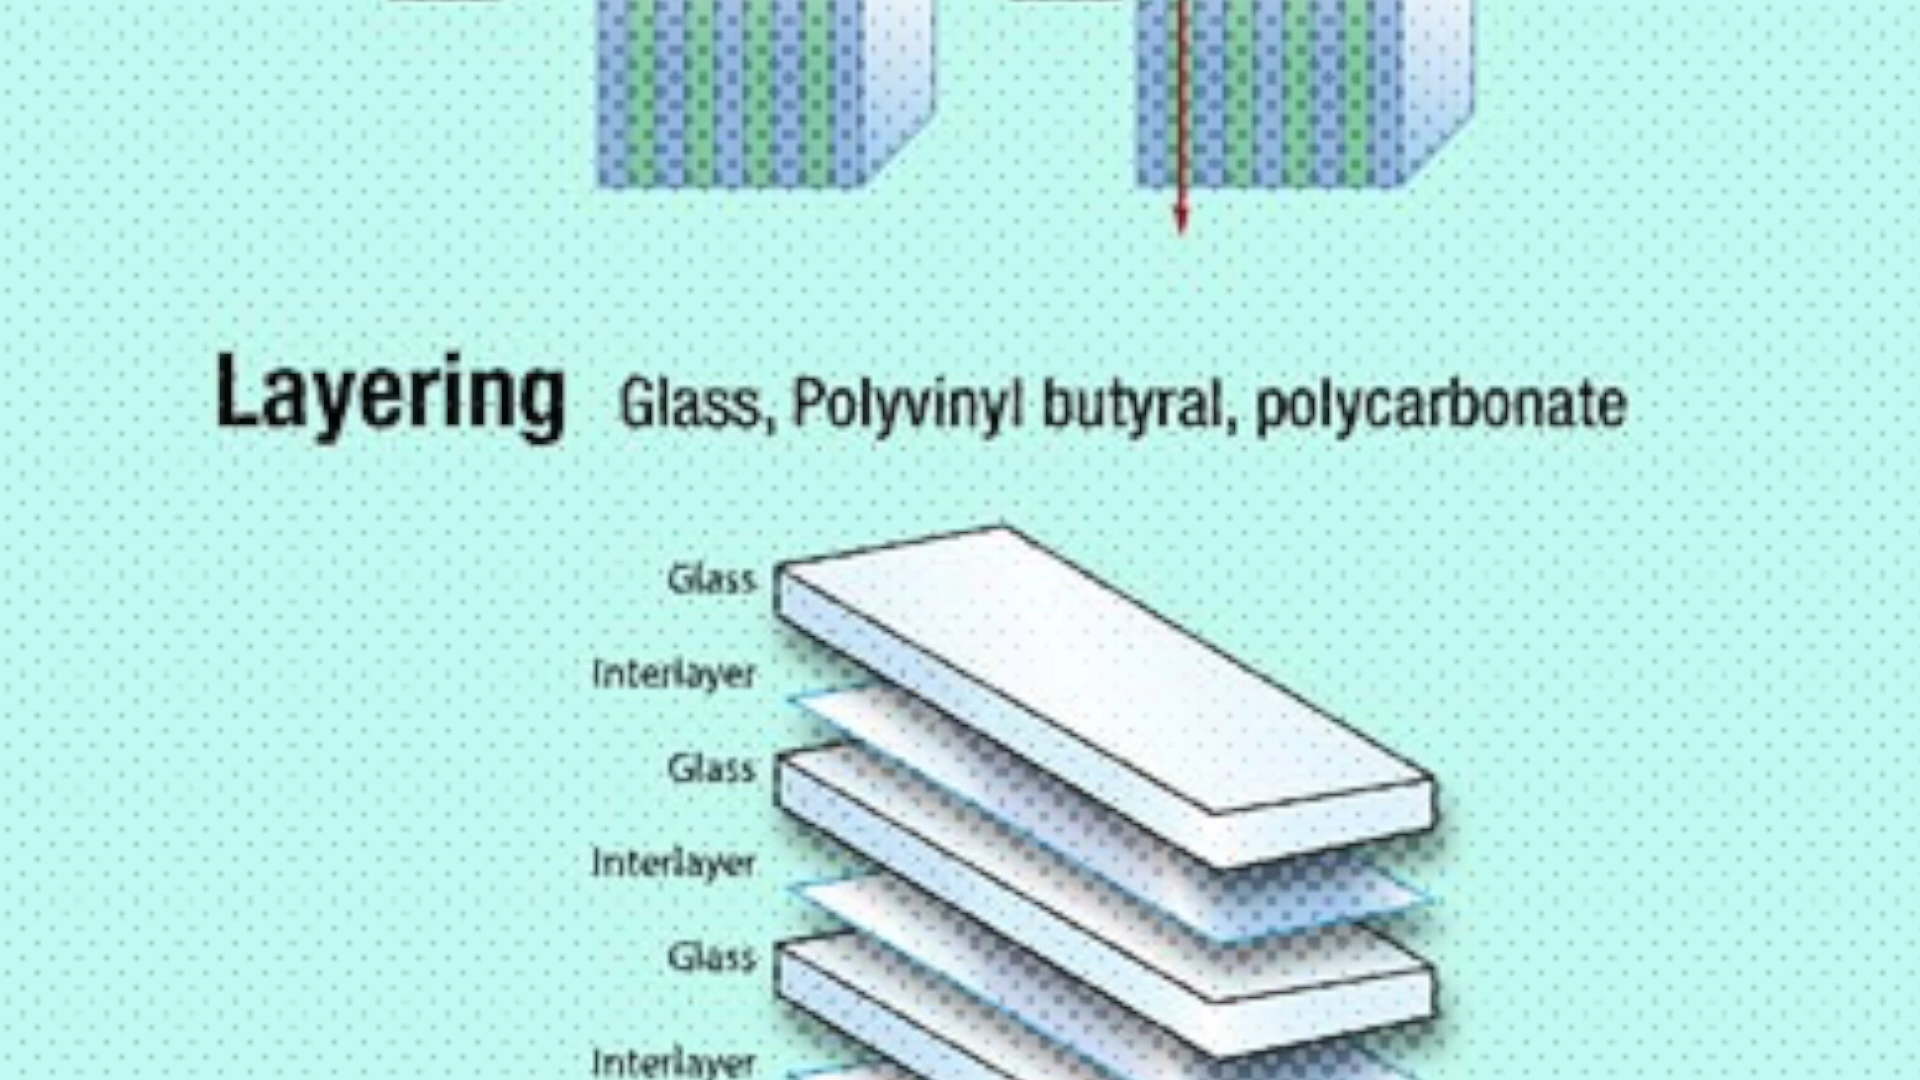 Layering Glass, Polyvinyl butyral, polycarbonate
Glass
Interlayer
Glass
Interlayer
Glass
Interlayer